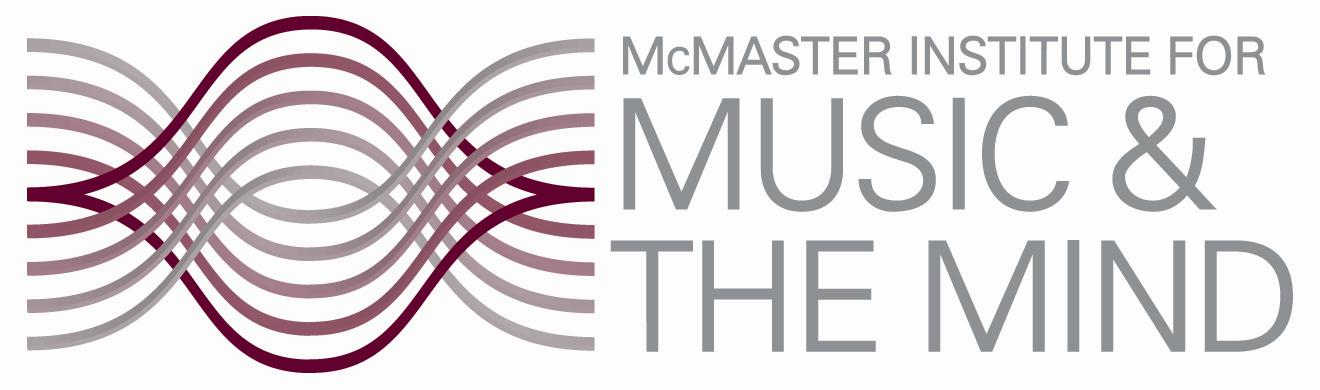 McMASTER INSTITUTE FOR
MUSIC &
THE MIND